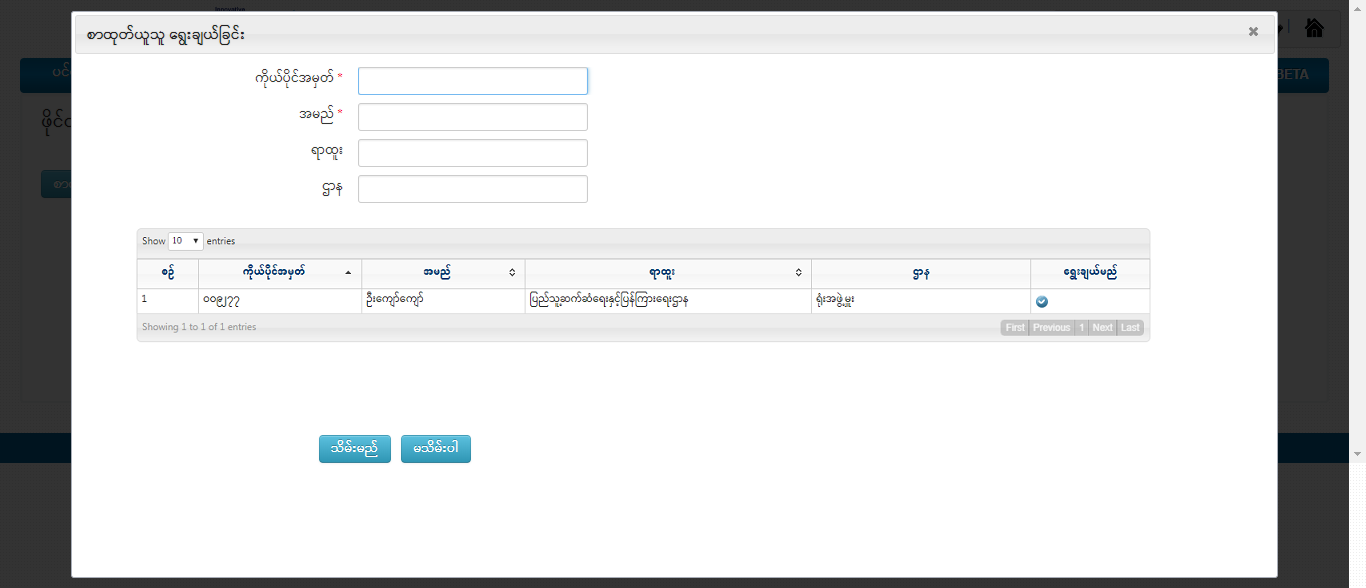 Innovative
စာထုတ်ယူသူ ရွေးချယ်ခြင်း
BETA
ကိုယ်ပိုင်အမှတ် *
အမည် *
ရာထူး
ဌာန
Show 10 entries
စဉ် ကိုယ်ပိုင်အမှတ် အမည် ရာထူး ဌာန ရွေးချယ်မည်
1 ၀၀၉၂၇၇ ဦးကျော်ကျော် ပြည်သူ့ဆက်ဆံရေးနှင့်ပြန်ကြားရေးဌာန ရုံးအဖွဲ့မှူး
Showing 1 to 1 of 1 entries First Previous 1 Next Last
သိမ်းမည် မသိမ်းပါ